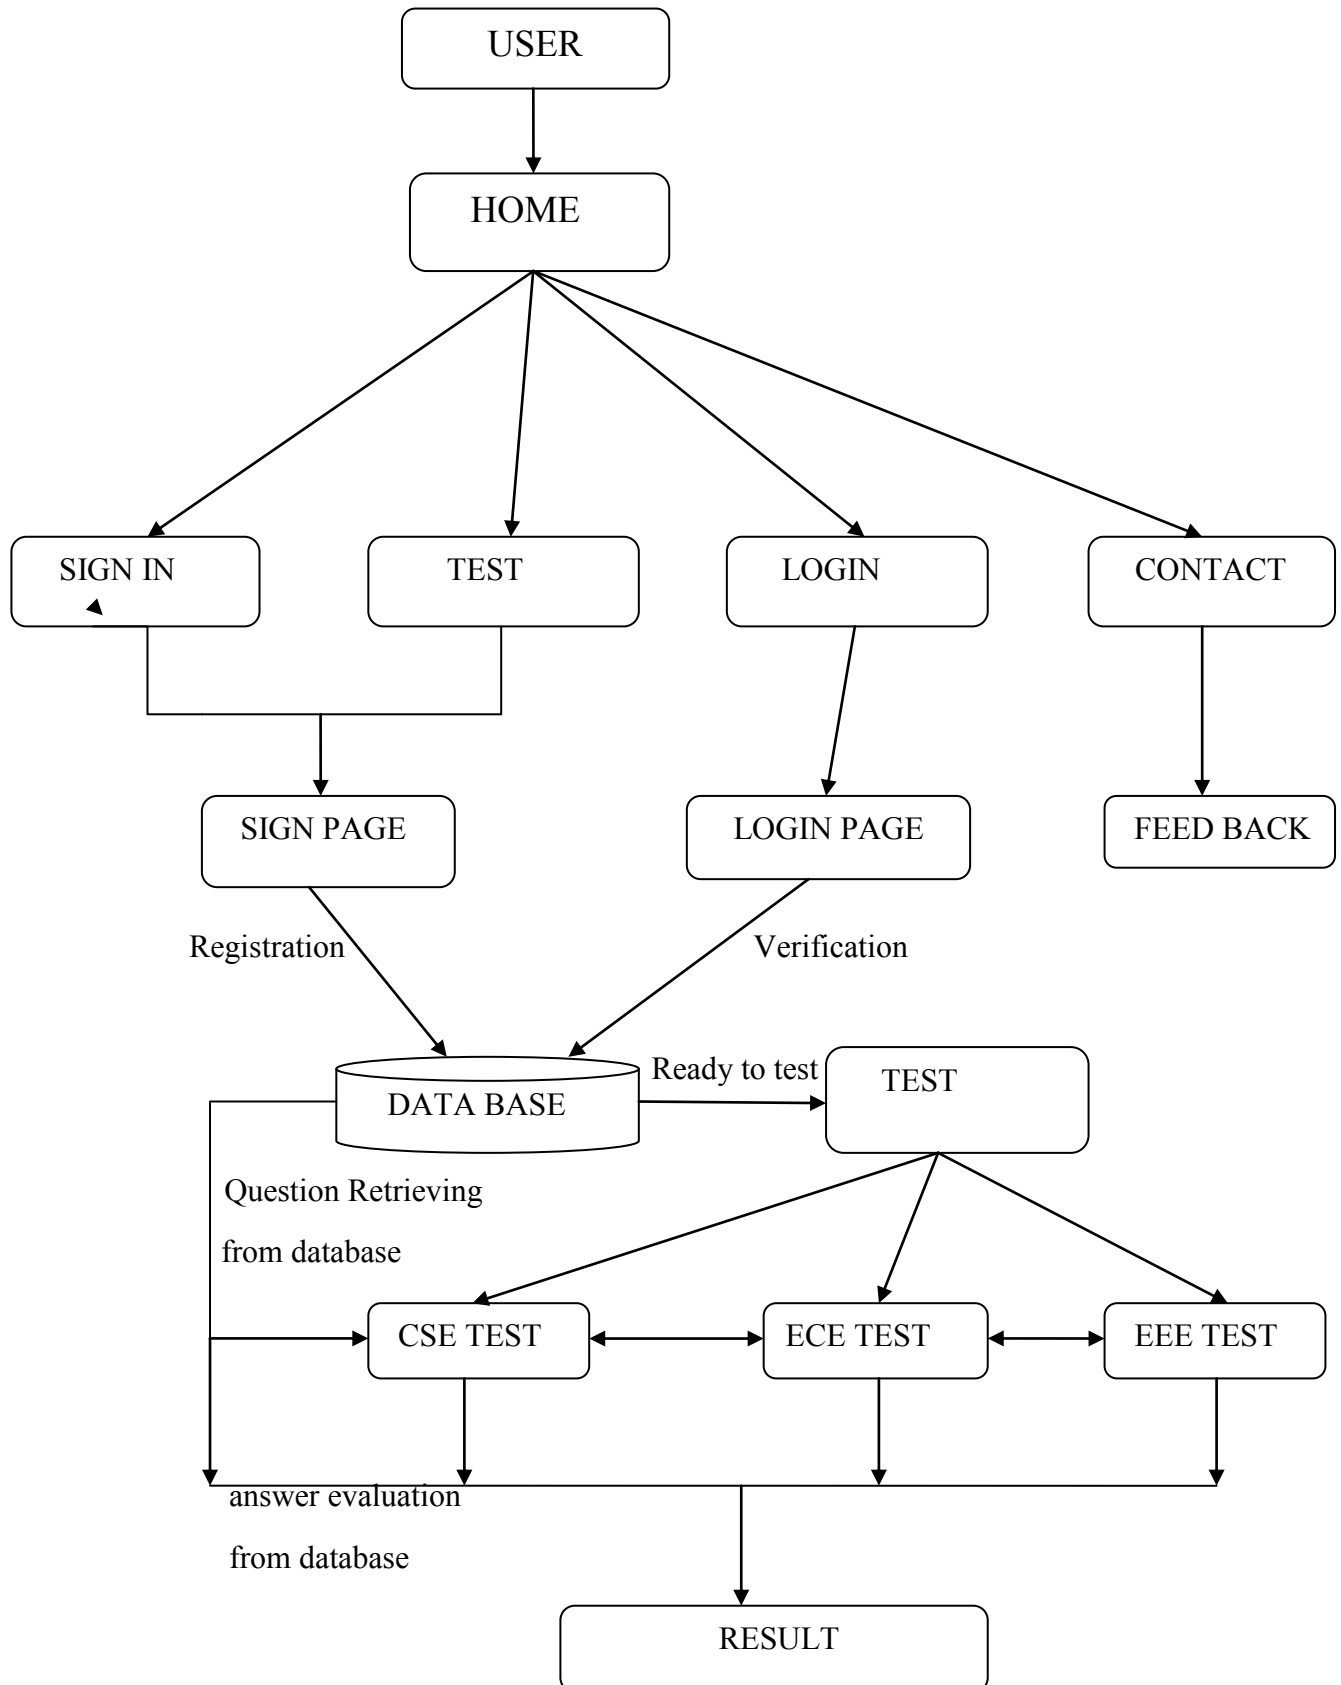 USER
HOME
SIGN IN
TEST
LOGIN
CONTACT
SIGN PAGE
LOGIN PAGE
FEED BACK
Registration
Verification
Ready to test
TEST
DATA BASE
Question Retrieving
from database
CSE TEST
ECE TEST
EEE TEST
answer evaluation
from database
RESULT